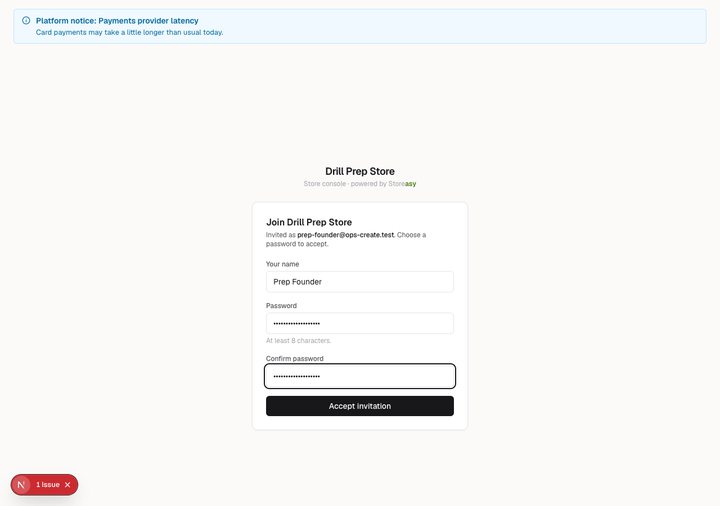 Platform notice: Payments provider latency
Card payments may take a little longer than usual today.
Drill Prep Store
Store console · powered by Storeasy
Join Drill Prep Store
Invited as prep-founder@ops-create.test. Choose a
password to accept.
Your name
Prep Founder
Password
•••••••••••••••••••
At least 8 characters.
Confirm password
•••••••••••••••••••
Accept invitation
N 1 Issue ×